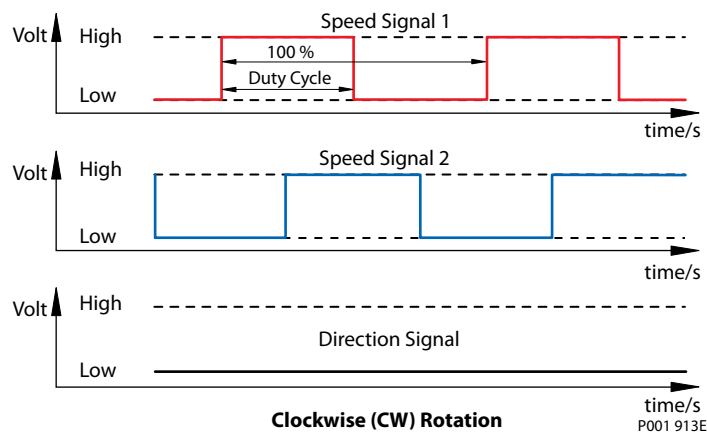 Speed Signal 1
Volt
High
100 %
Duty Cycle
Low
time/s
Speed Signal 2
Volt
High
Low
time/s
Volt
High
Direction Signal
Low
time/s
Clockwise (CW) Rotation
P001 913E